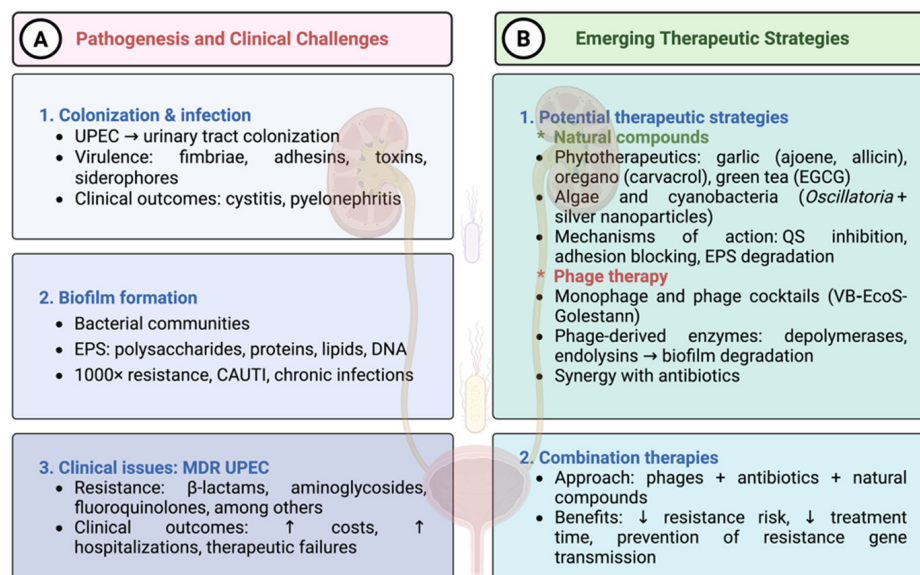 A
Pathogenesis and Clinical Challenges
1. Colonization & infection
• UPEC → urinary tract colonization
• Virulence: fimbriae, adhesins, toxins,
siderophores
• Clinical outcomes: cystitis, pyelonephritis
2. Biofilm formation
• Bacterial communities
• EPS: polysaccharides, proteins, lipids, DNA
• 1000× resistance, CAUTI, chronic infections
3. Clinical issues: MDR UPEC
• Resistance: β-lactams, aminoglycosides,
fluoroquinolones, among others
• Clinical outcomes: ↑ costs, ↑
hospitalizations, therapeutic failures
B
Emerging Therapeutic Strategies
1. Potential therapeutic strategies
* Natural compounds
• Phytotherapeutics: garlic (ajoene, allicin),
oregano (carvacrol), green tea (EGCG)
• Algae and cyanobacteria (Oscillatoria +
silver nanoparticles)
• Mechanisms of action: QS inhibition,
adhesion blocking, EPS degradation
* Phage therapy
• Monophage and phage cocktails (VB-EcoS-
Golestann)
• Phage-derived enzymes: depolymerases,
endolysins → biofilm degradation
• Synergy with antibiotics
2. Combination therapies
• Approach: phages + antibiotics + natural
compounds
• Benefits: ↓ resistance risk, ↓ treatment
time, prevention of resistance gene
transmission